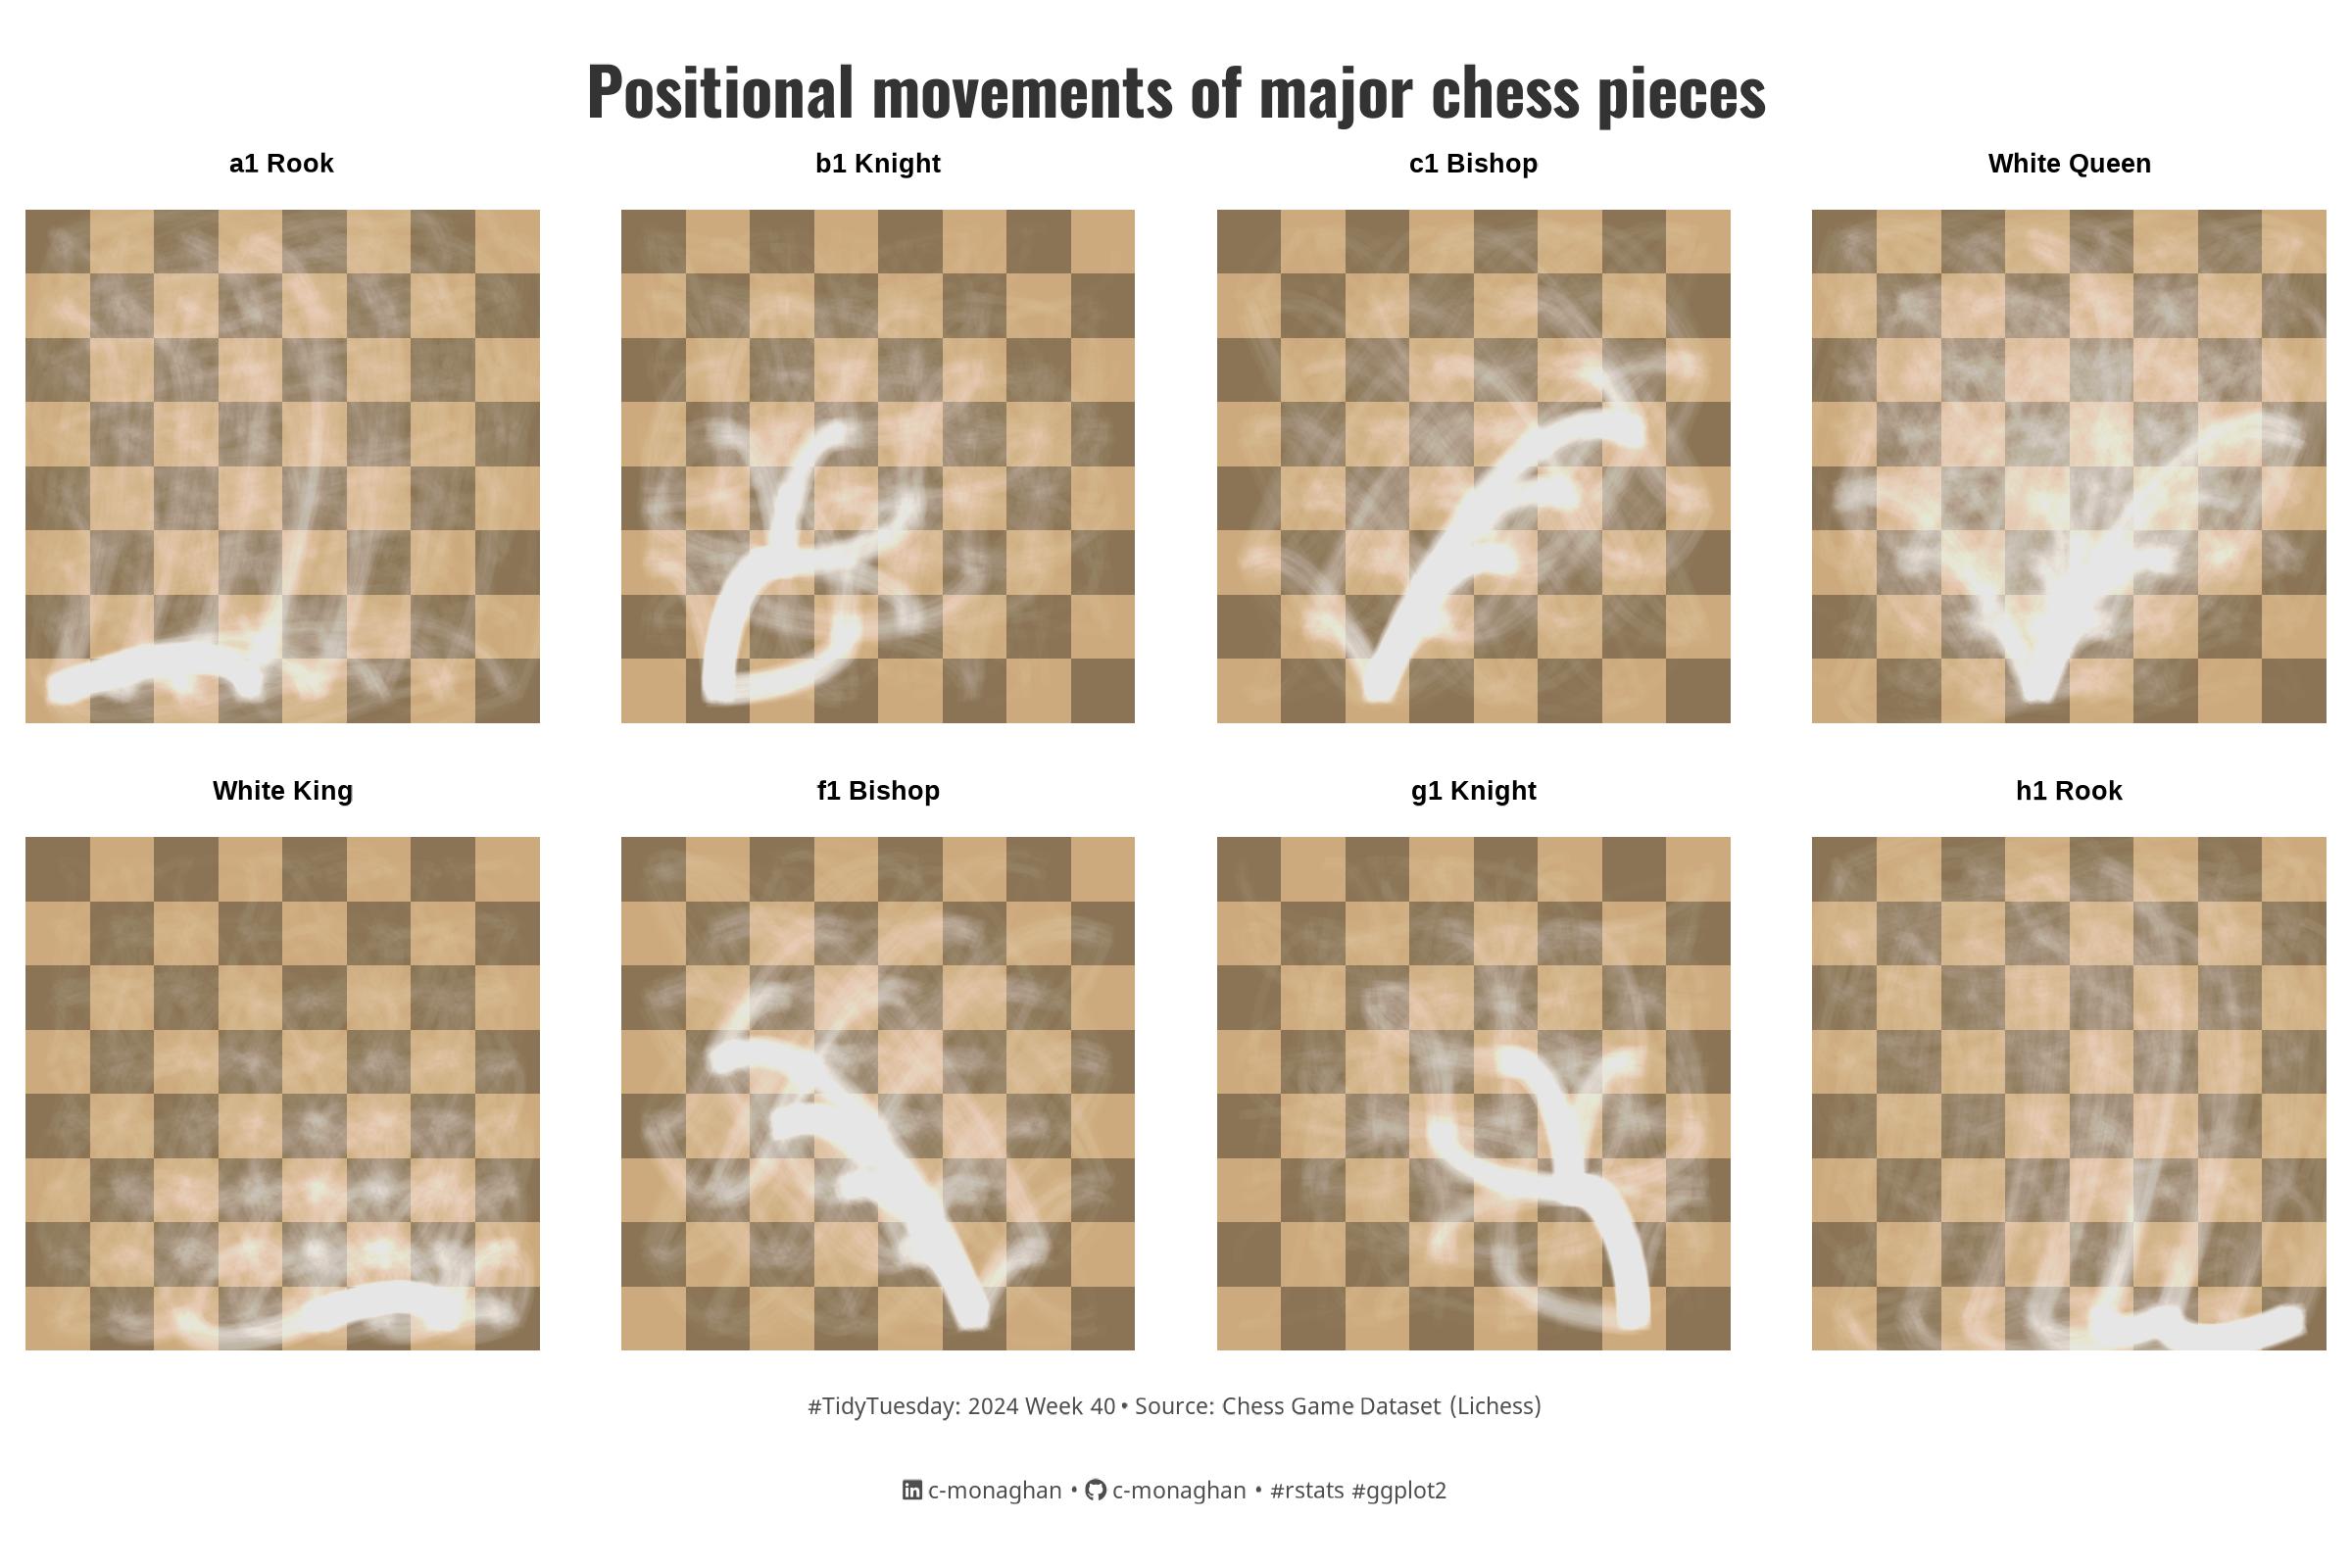 Positional movements of major chess pieces
a1 Rook
b1 Knight
c1 Bishop
White Queen
White King
f1 Bishop
g1 Knight
h1 Rook
#TidyTuesday: 2024 Week 40 • Source: Chess Game Dataset (Lichess)
in c-monaghan • c-monaghan • #rstats #ggplot2